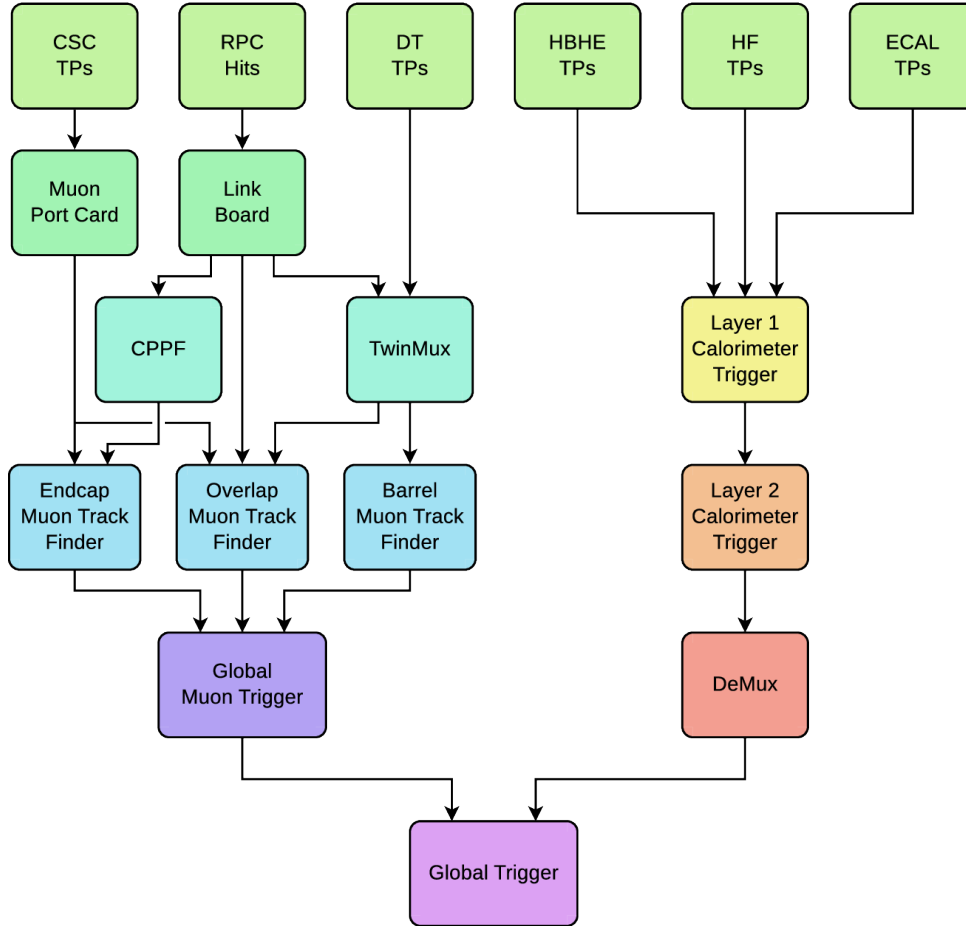 CSC
TPs
RPC
Hits
DT
TPs
HBHE
TPs
HF
TPs
ECAL
TPs
Muon
Port Card
Link
Board
CPPF
TwinMux
Layer 1
Calorimeter
Trigger
Endcap
Muon Track
Finder
Overlap
Muon Track
Finder
Barrel
Muon Track
Finder
Layer 2
Calorimeter
Trigger
Global
Muon Trigger
DeMux
Global Trigger